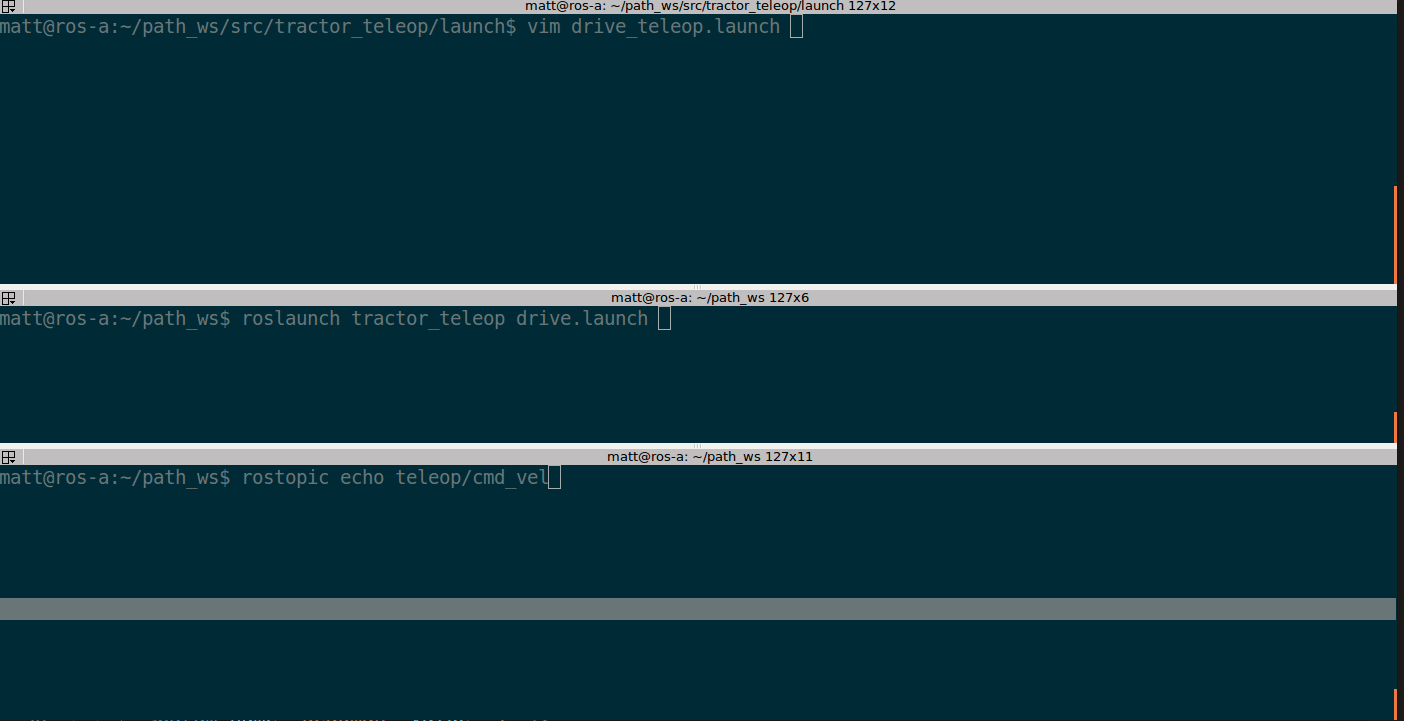 matt@ros-a: ~/path_ws/src/tractor_teleop/launch 127x12
matt@ros-a:~/path_ws/src/tractor_teleop/launch$ vim drive_teleop.launch
matt@ros-a: ~/path_ws 127x6
matt@ros-a:~/path_ws$ roslaunch tractor_teleop drive.launch
matt@ros-a: ~/path_ws 127x11
matt@ros-a:~/path_ws$ rostopic echo teleop/cmd_vel